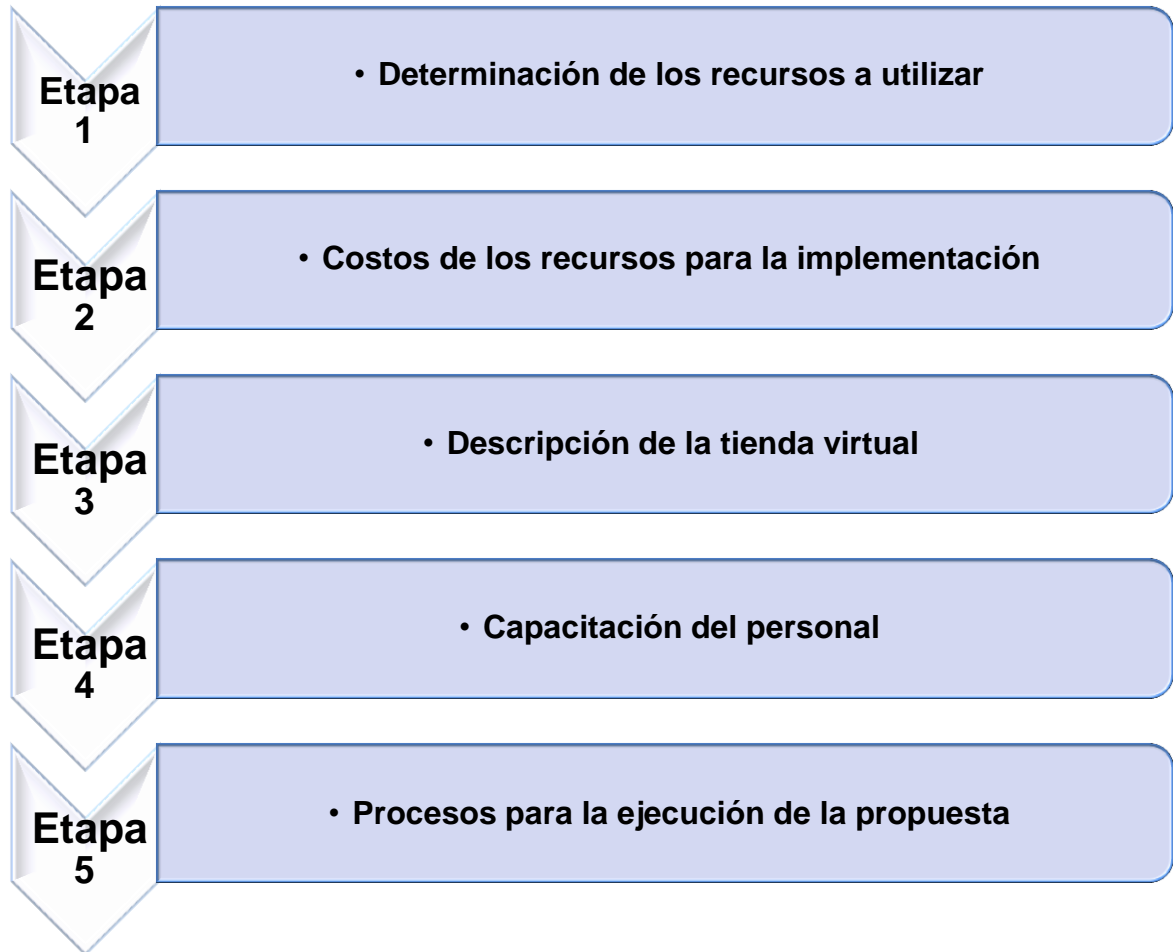 Etapa
1
• Determinación de los recursos a utilizar
Etapa
2
• Costos de los recursos para la implementación
Etapa
3
• Descripción de la tienda virtual
Etapa
4
• Capacitación del personal
Etapa
5
• Procesos para la ejecución de la propuesta